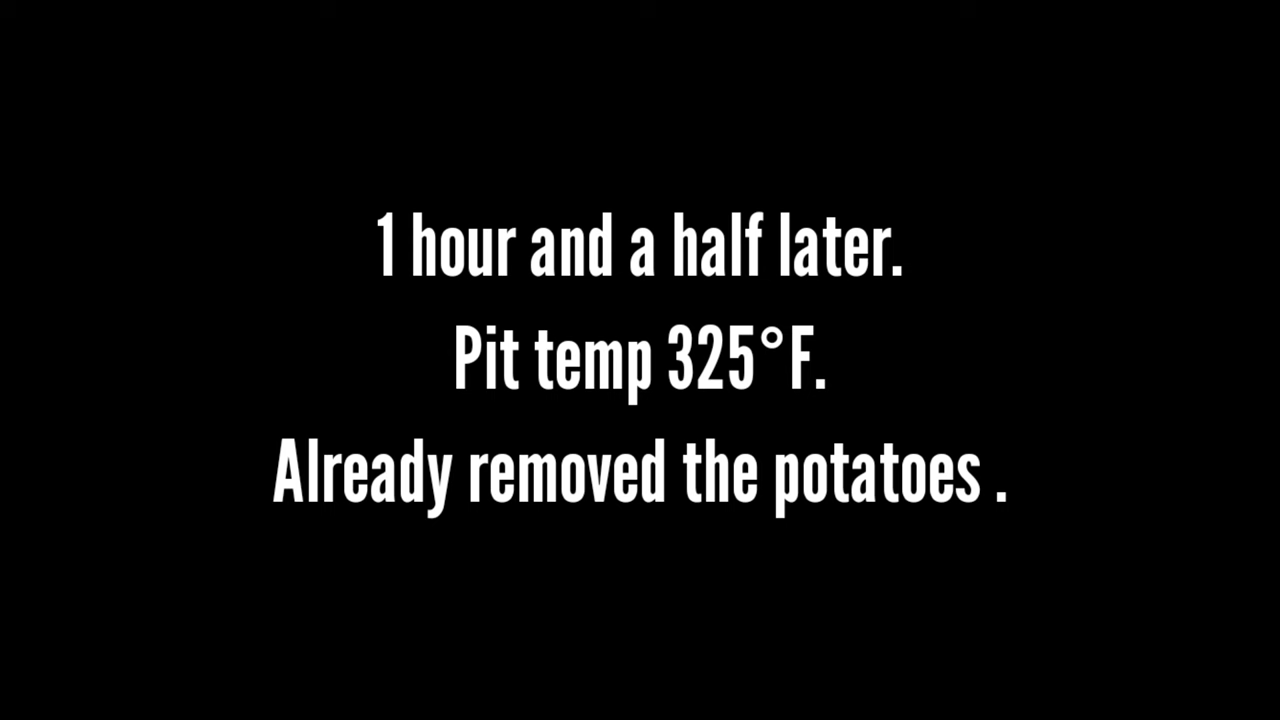 1 hour and a half later.
Pit temp 325°F.
Already removed the potatoes .